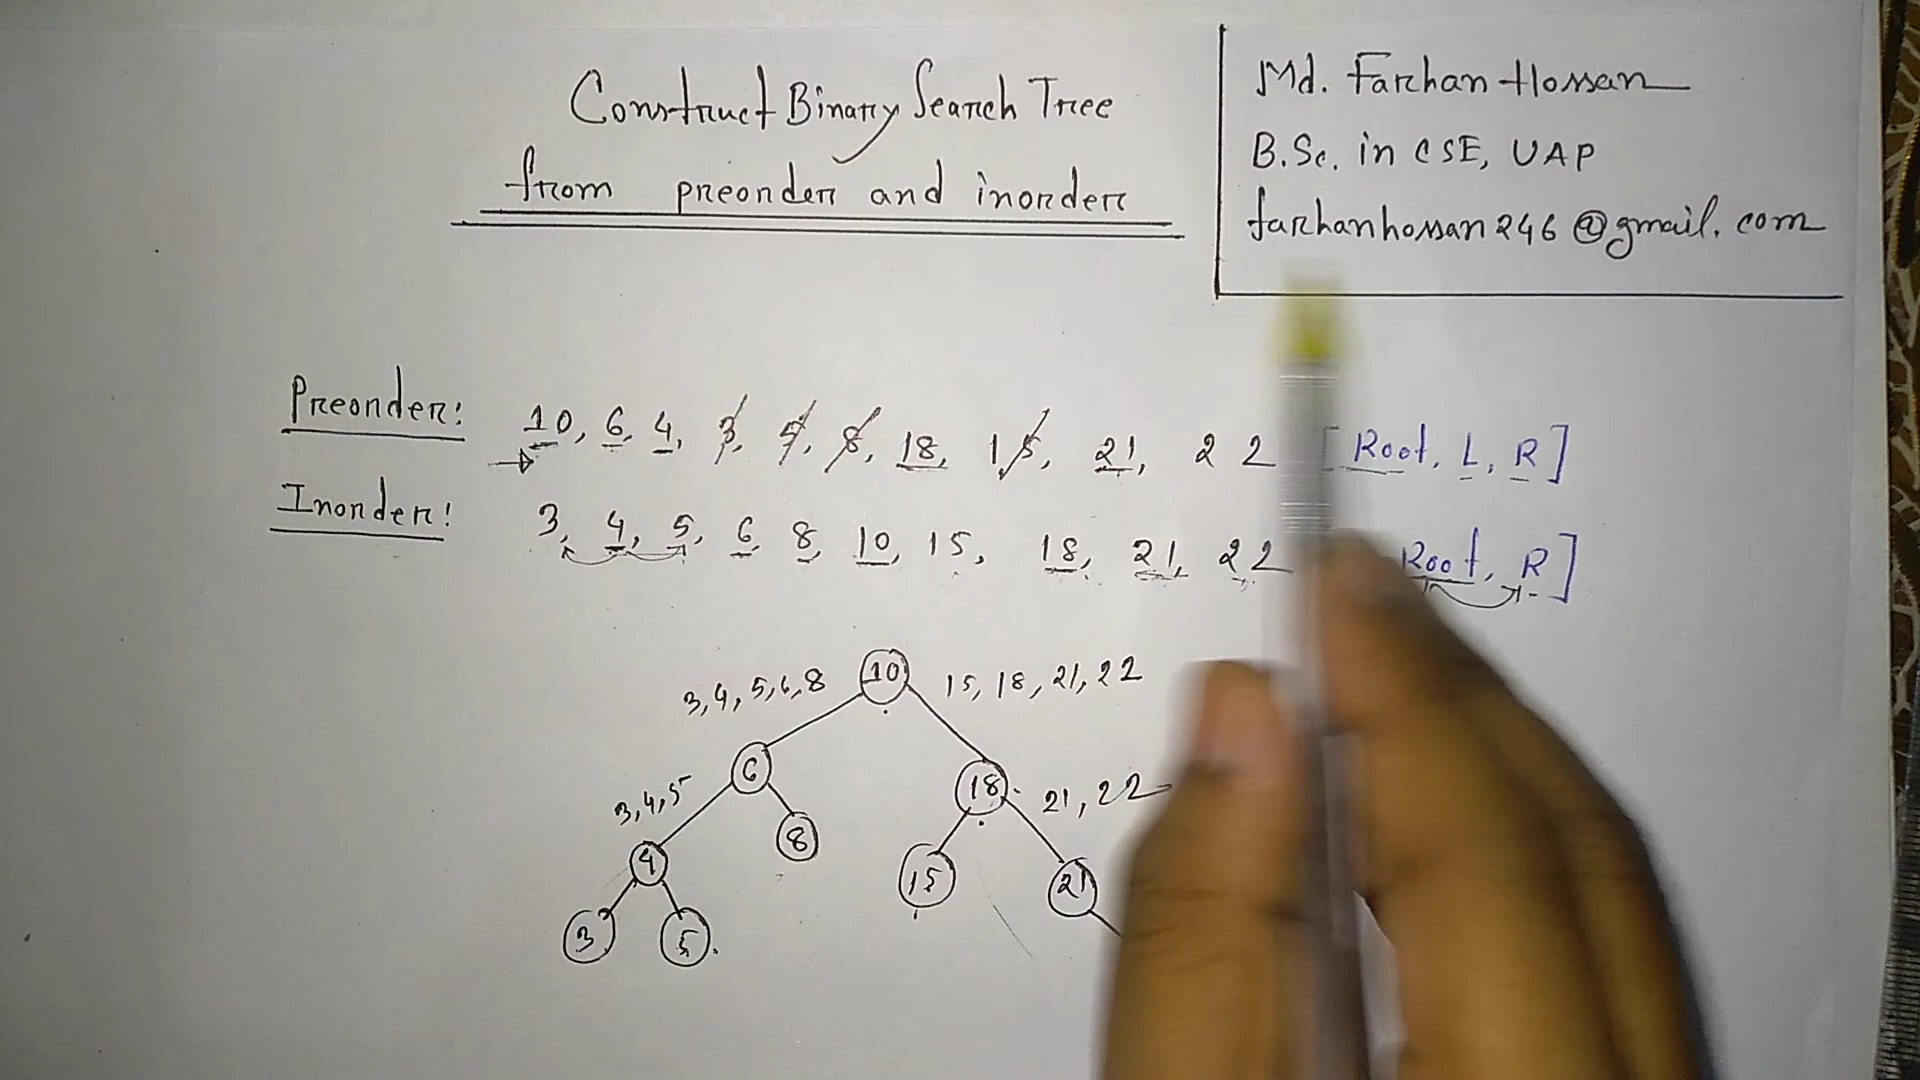 Construct Binary Search Tree
from preorder and inorder
Md. Farhan Hossan
B.Sc. in CSE, UAP
farhanhossan246@gmail.com
Preorder: 10, 6, 4, 3, 5, 8, 18, 15, 21, 22 [Root, L, R]
Inorder: 3, 4, 5, 6, 8, 10, 15, 18, 21, 22 Root, R]
3, 4, 5, 6, 8 10 15, 18, 21, 22
3, 4, 5 6 18 21, 22
4 8 15 21
3 5